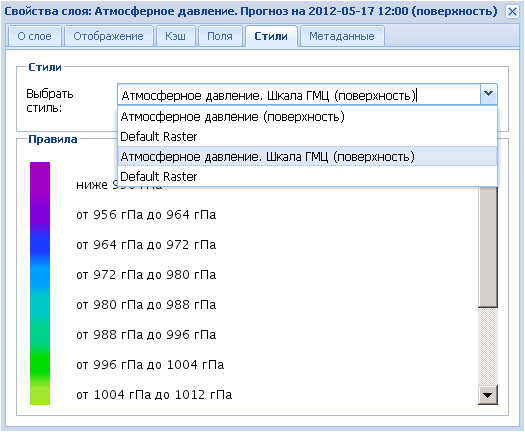 Свойства слоя: Атмосферное давление. Прогноз на 2012-05-17 12:00 (поверхность)
О слое Отображение Кэш Поля Стили Метаданные
Стили
Выбрать стиль:
Атмосферное давление. Шкала ГМЦ (поверхность)
Атмосферное давление (поверхность)
Default Raster
Атмосферное давление. Шкала ГМЦ (поверхность)
Default Raster
Правила
ниже
от 956 гПа до 964 гПа
от 964 гПа до 972 гПа
от 972 гПа до 980 гПа
от 980 гПа до 988 гПа
от 988 гПа до 996 гПа
от 996 гПа до 1004 гПа
от 1004 гПа до 1012 гПа